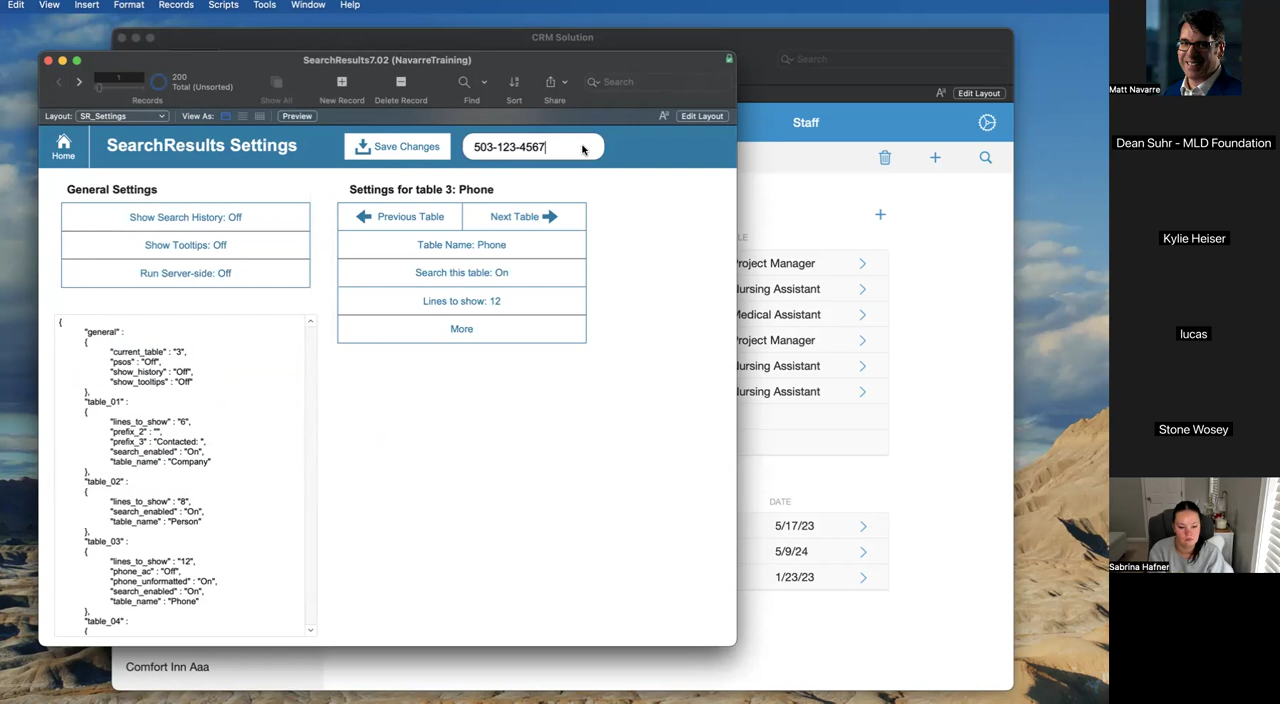 Edit View Insert Format Records Scripts Tools Window Help
CRM Solution
Search
Edit Layout
Staff
SearchResults7.02 (NavarreTraining)
1
200
Total (Unsorted)
Search
Records Show All New Record Delete Record Find Sort Share
Layout: SR_Settings View As: Preview Edit Layout
Home
SearchResults Settings
Save Changes
503-123-4567
General Settings
Show Search History: Off
Show Tooltips: Off
Run Server-side: Off
Settings for table 3: Phone
Previous Table Next Table
Table Name: Phone
Search this table: On
Lines to show: 12
More
{
"general" :
{
"current_table" : "3",
"psos" : "Off",
"show_history" : "Off",
"show_tooltips" : "Off"
},
"table_01" :
{
"lines_to_show" : "6",
"prefix_2" : "",
"prefix_3" : "Contacted: ",
"search_enabled" : "On",
"table_name" : "Company"
},
"table_02" :
{
"lines_to_show" : "8",
"search_enabled" : "On",
"table_name" : "Person"
},
"table_03" :
{
"lines_to_show" : "12",
"phone_ac" : "Off",
"phone_unformatted" : "On",
"search_enabled" : "On",
"table_name" : "Phone"
},
"table_04" :
{
LE
Project Manager
Nursing Assistant
Medical Assistant
Project Manager
Nursing Assistant
Nursing Assistant
DATE
5/17/23
5/9/24
1/23/23
Comfort Inn Aaa
Matt Navarre
Dean Suhr - MLD Foundation
Kylie Heiser
lucas
Stone Wosey
Sabrina Hafner